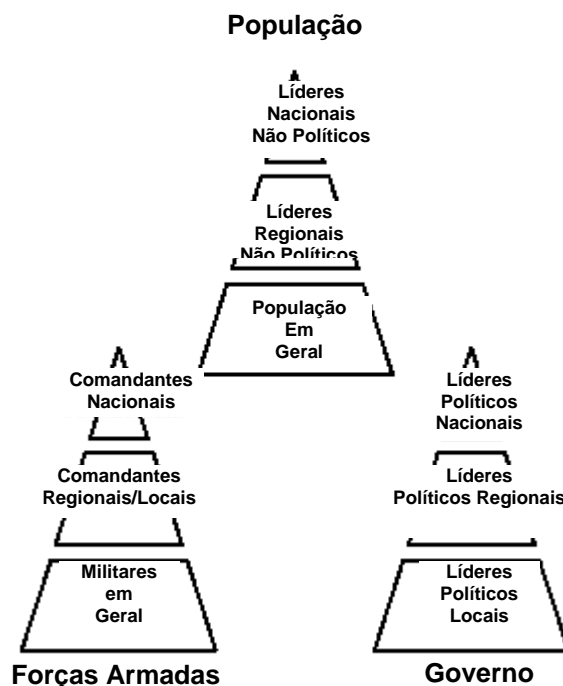 População
Líderes
Nacionais
Não Políticos
Líderes
Regionais
Não Políticos
População
Em
Geral
Comandantes
Nacionais
Comandantes
Regionais/Locais
Militares
em
Geral
Forças Armadas
Líderes
Políticos
Nacionais
Líderes
Políticos Regionais
Líderes
Políticos
Locais
Governo